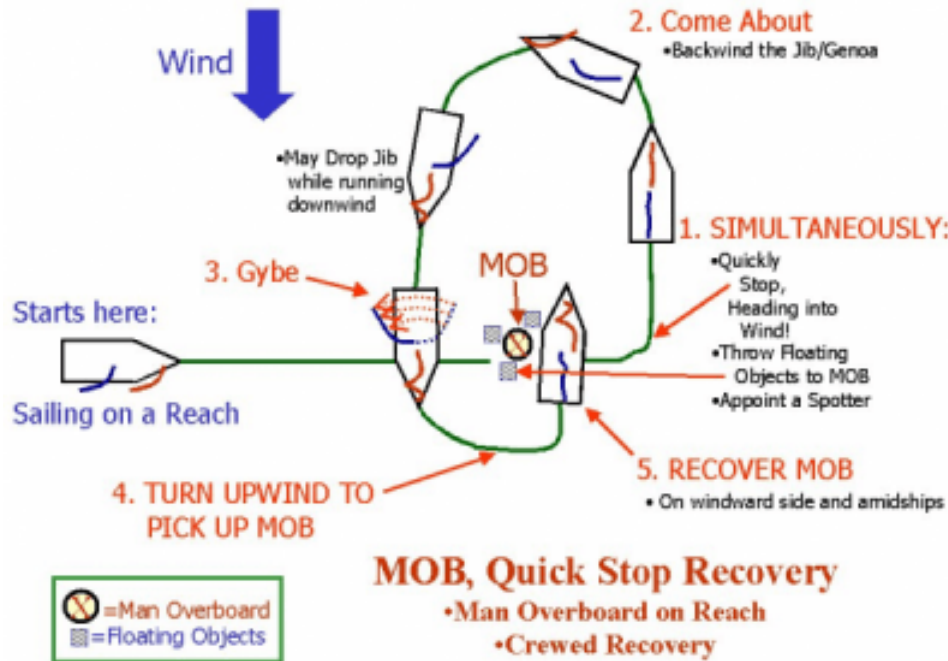 2. Come About
•Backwind the Jib/Genoa
Wind
•May Drop Jib
while running
downwind
1. SIMULTANEOUSLY:
•Quickly
Stop,
Heading into
Wind!
•Throw Floating
Objects to MOB
•Appoint a Spotter
MOB
3. Gybe
Starts here:
Sailing on a Reach
4. TURN UPWIND TO
PICK UP MOB
5. RECOVER MOB
• On windward side and amidships
MOB, Quick Stop Recovery
•Man Overboard on Reach
•Crewed Recovery
X =Man Overboard
=Floating Objects